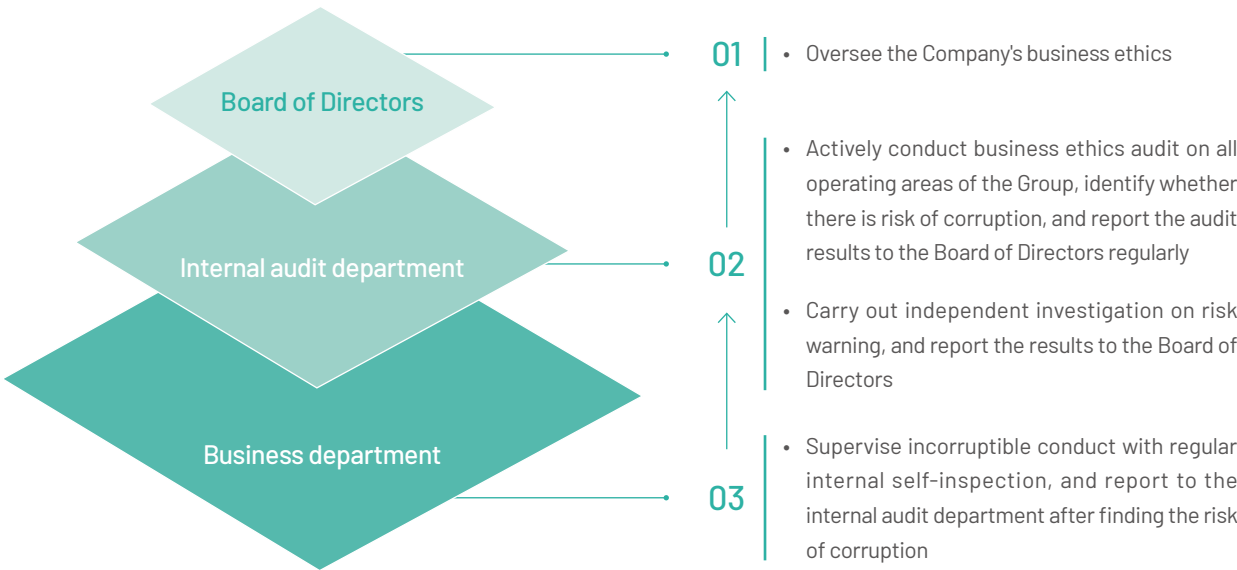 Board of Directors
Internal audit department
Business department
01
• Oversee the Company's business ethics
02
• Actively conduct business ethics audit on all
operating areas of the Group, identify whether
there is risk of corruption, and report the audit
results to the Board of Directors regularly
• Carry out independent investigation on risk
warning, and report the results to the Board of
Directors
03
• Supervise incorruptible conduct with regular
internal self-inspection, and report to the
internal audit department after finding the risk
of corruption